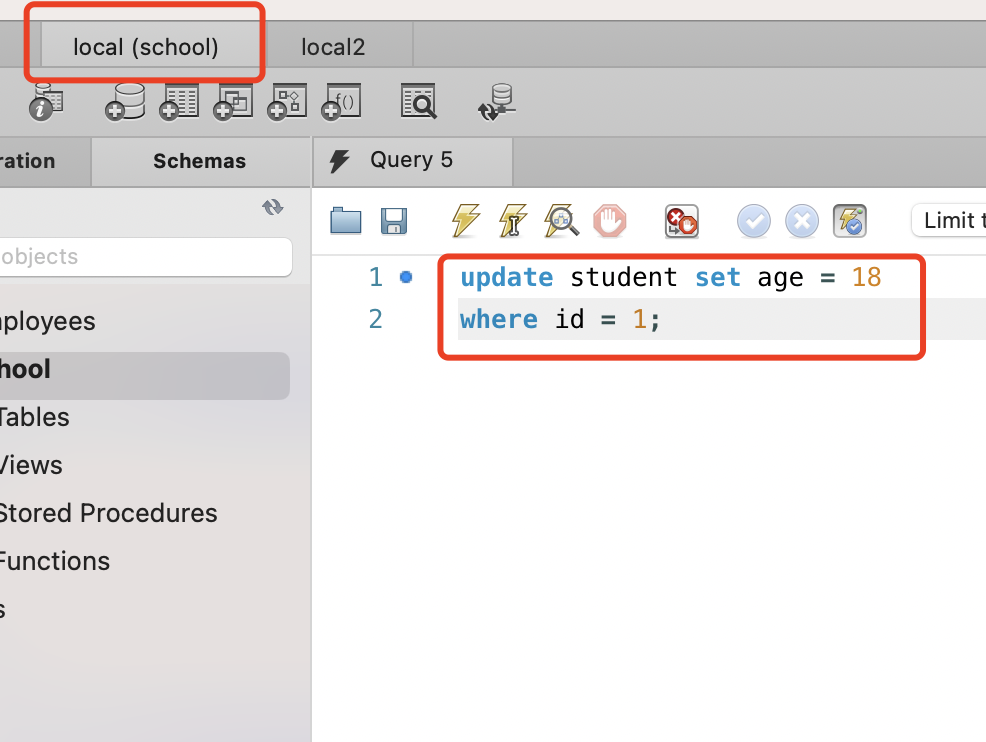 local (school)
local2
ration
Schemas
Query 5
Limit t
objects
1 update student set age = 18
2 where id = 1;
ployees
hool
Tables
Views
Stored Procedures
Functions
s